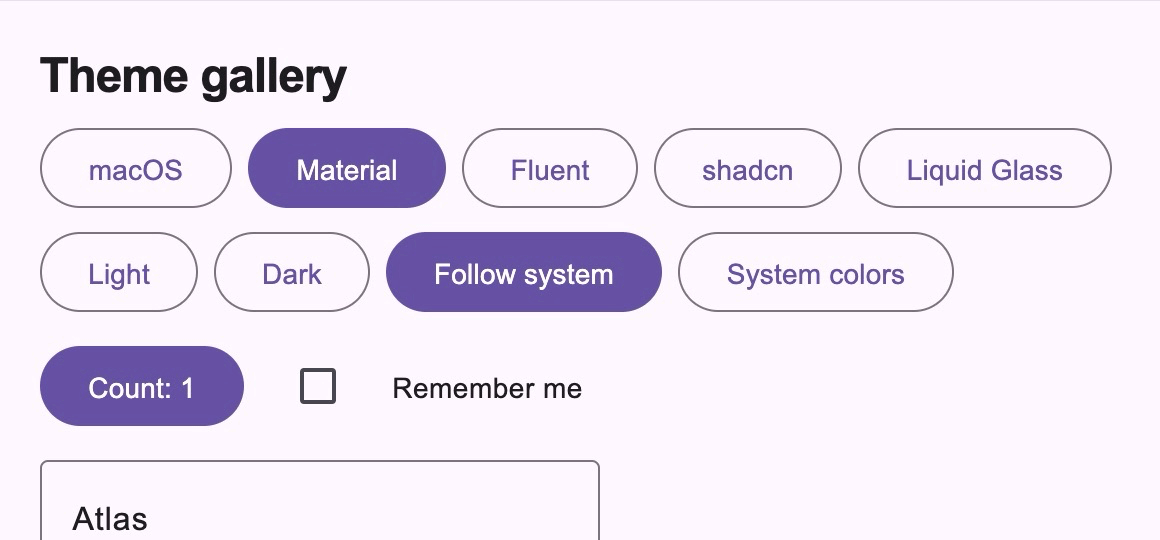 Theme gallery
macOS Material Fluent shadcn Liquid Glass
Light Dark Follow system System colors
Count: 1 Remember me
Atlas